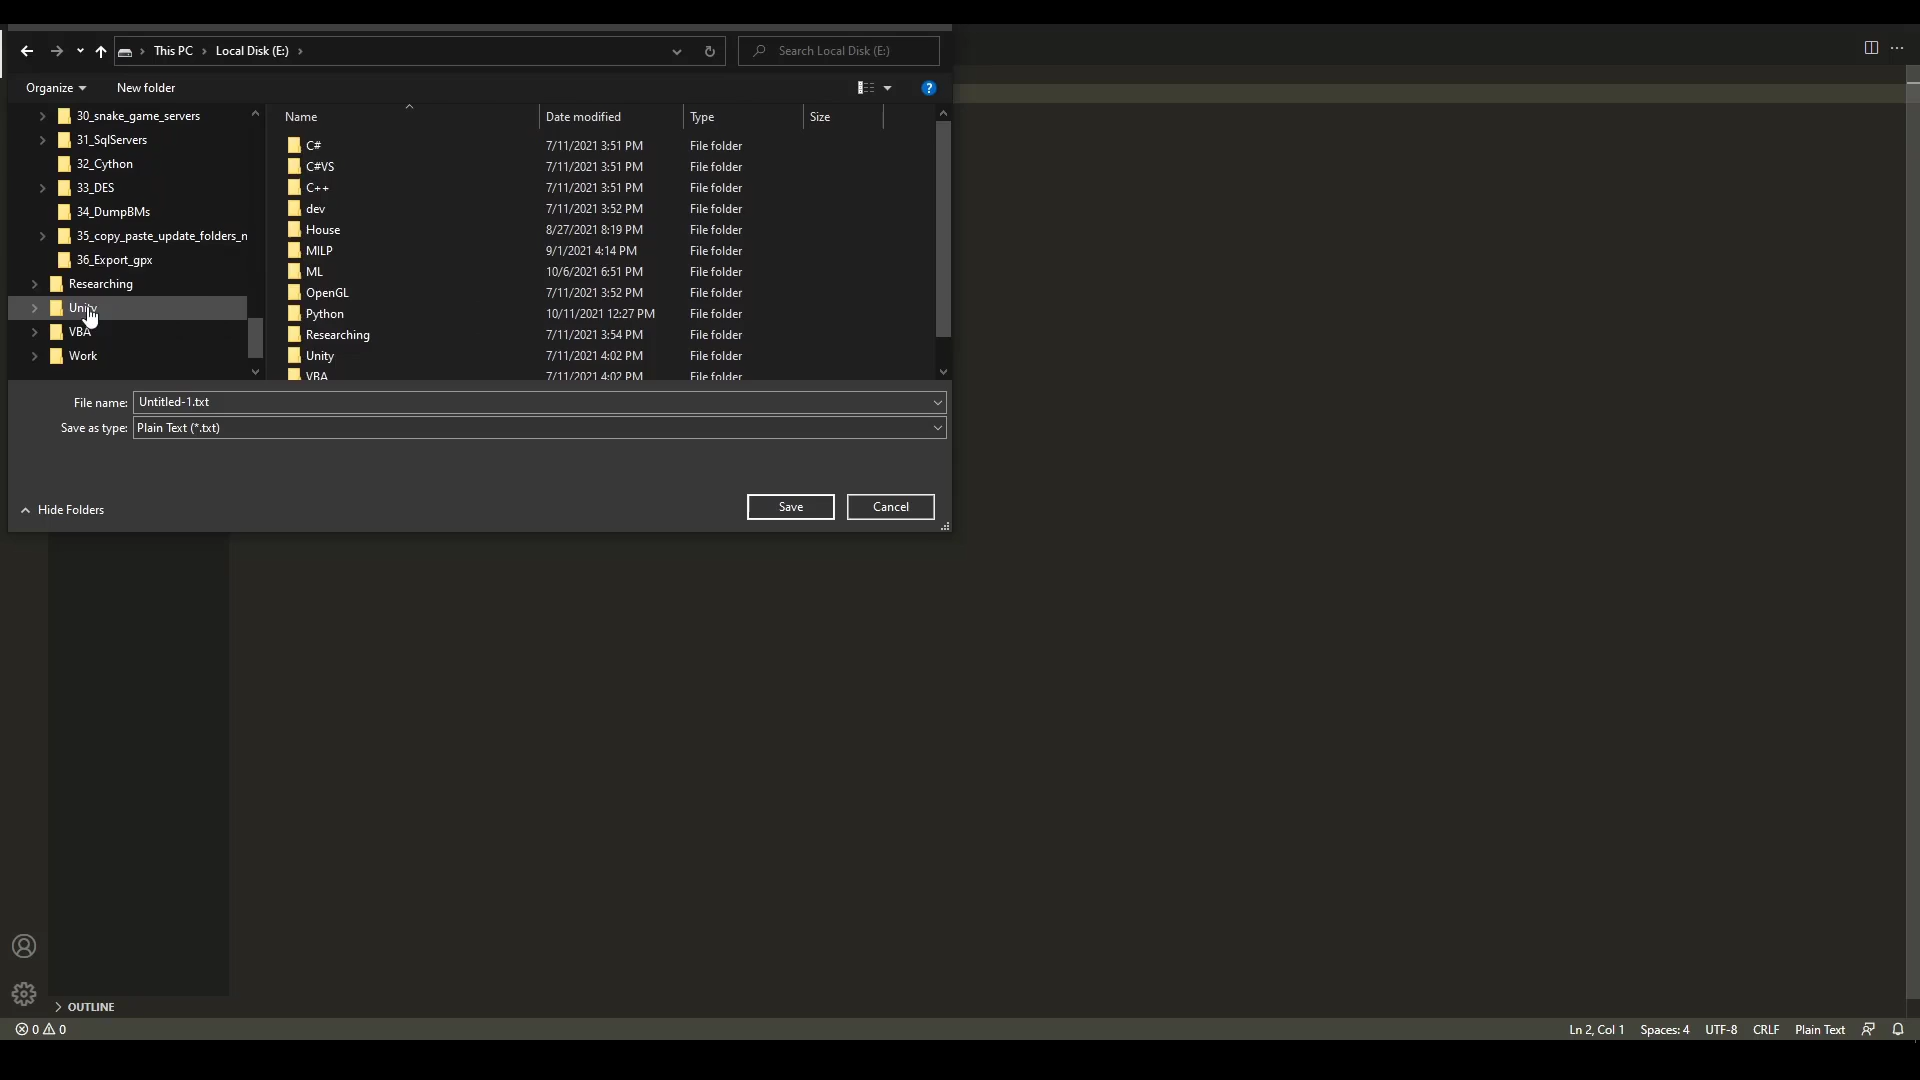 This PC > Local Disk (E:) >
Search Local Disk (E:)
Organize
New folder
?
30_snake_game_servers
31_SqlServers
32_Cython
33_DES
34_DumpBMs
35_copy_paste_update_folders_n
36_Export_gpx
Researching
Unity
VBA
Work
Name Date modified Type Size
C# 7/11/2021 3:51 PM File folder
C#VS 7/11/2021 3:51 PM File folder
C++ 7/11/2021 3:51 PM File folder
dev 7/11/2021 3:52 PM File folder
House 8/27/2021 8:19 PM File folder
MILP 9/1/2021 4:14 PM File folder
ML 10/6/2021 6:51 PM File folder
OpenGL 7/11/2021 3:52 PM File folder
Python 10/11/2021 12:27 PM File folder
Researching 7/11/2021 3:54 PM File folder
Unity 7/11/2021 4:02 PM File folder
VBA 7/11/2021 4:02 PM File folder
File name: Untitled-1.txt
Save as type: Plain Text (*.txt)
Hide Folders
Save
Cancel
OUTLINE
0 0
Ln 2, Col 1 Spaces: 4 UTF-8 CRLF Plain Text